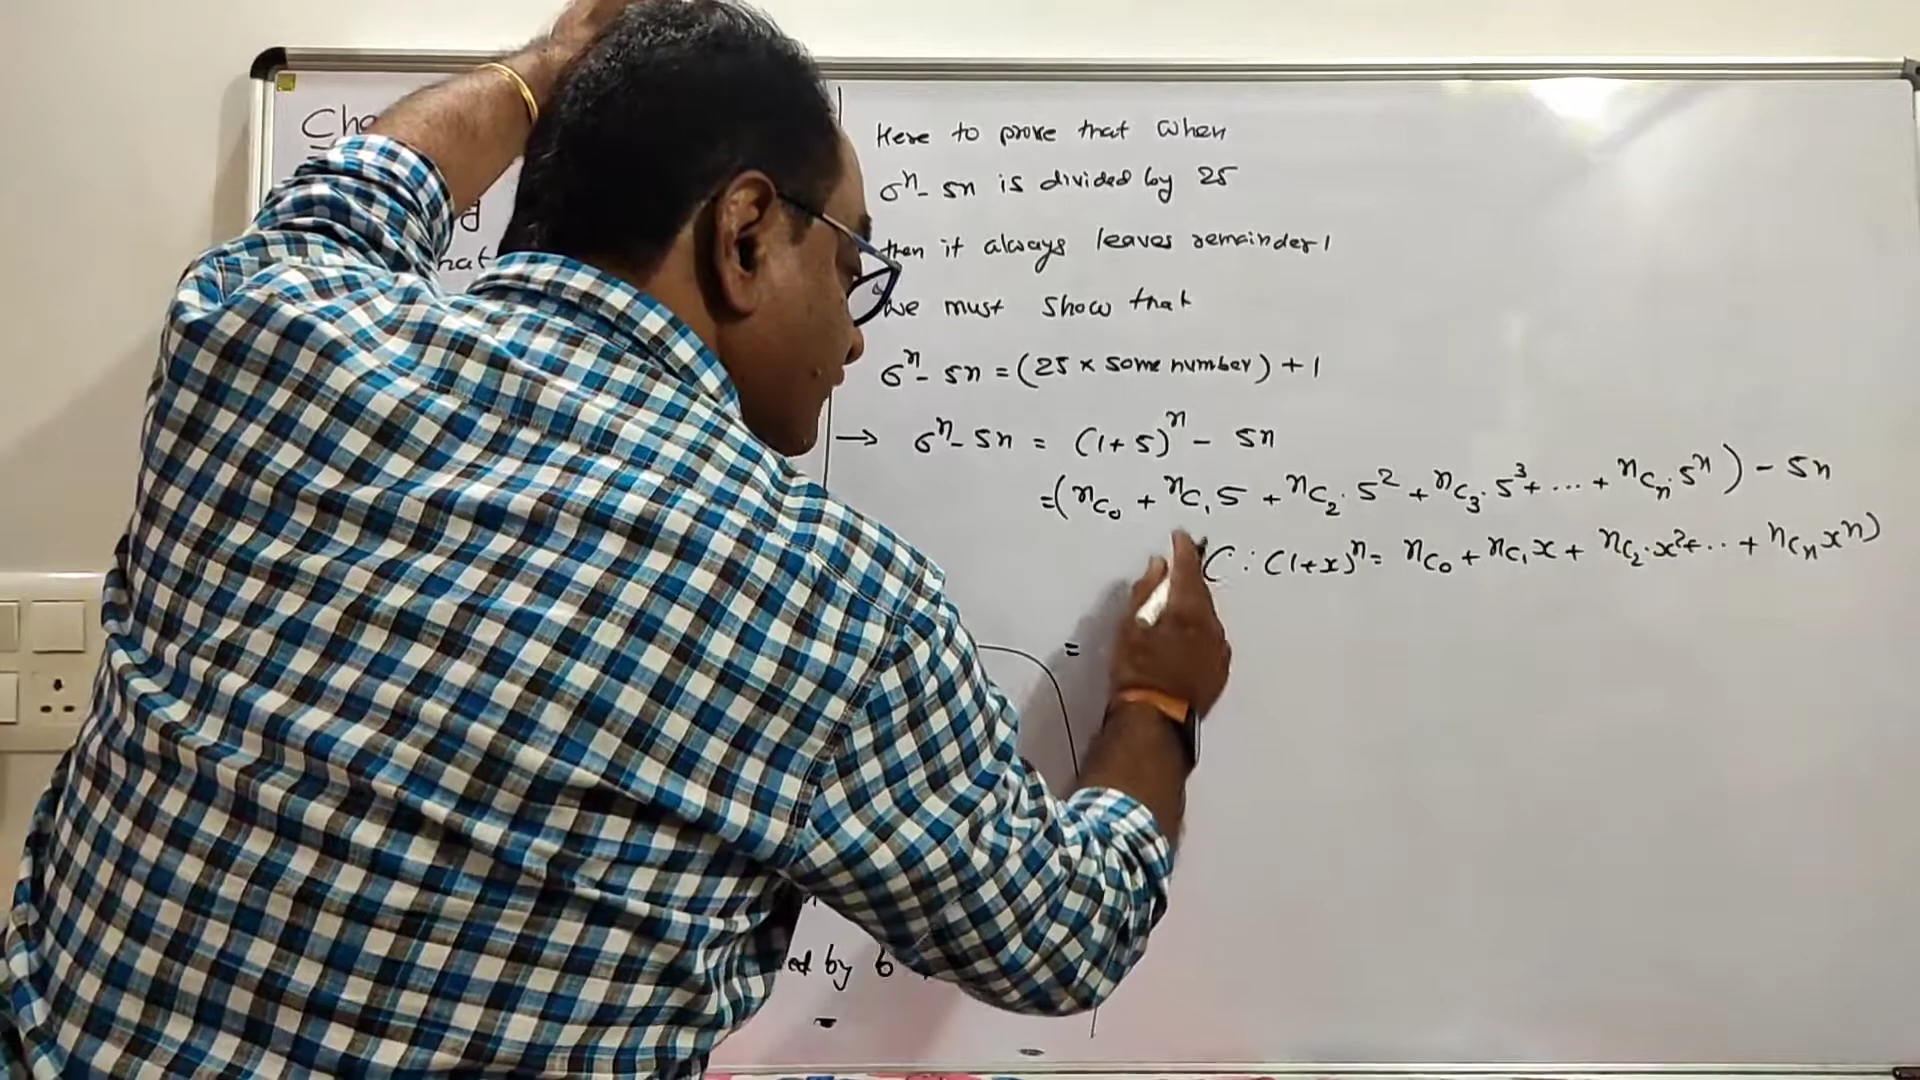 Here to prove that when
6ⁿ - 5n is divided by 25
then it always leaves remainder 1
we must show that
6ⁿ - 5n = (25 x some number) + 1
→ 6ⁿ - 5n = (1+5)ⁿ - 5n
= (ⁿC₀ + ⁿC₁5 + ⁿC₂·5² + ⁿC₃·5³ + ... + ⁿCₙ·5ⁿ) - 5n
(∵ (1+x)ⁿ = ⁿC₀ + ⁿC₁x + ⁿC₂·x² + .. + ⁿCₙxⁿ)
=
by 6